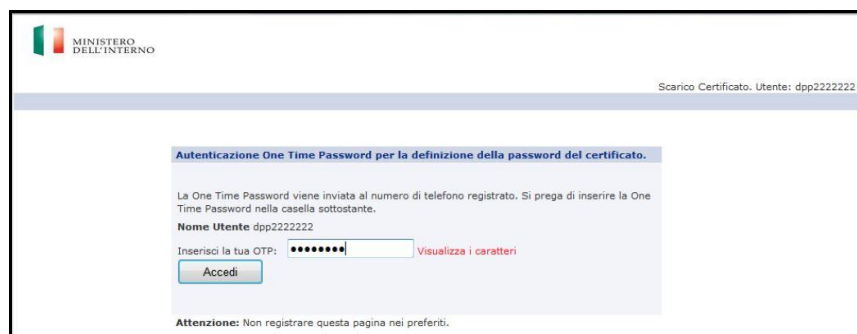 MINISTERO
DELL'INTERNO
Scarico Certificato. Utente: dpp2222222
Autenticazione One Time Password per la definizione della password del certificato.
La One Time Password viene inviata al numero di telefono registrato. Si prega di inserire la One
Time Password nella casella sottostante.
Nome Utente dpp2222222
Inserisci la tua OTP: ●●●●●●●● Visualizza i caratteri
Accedi
Attenzione: Non registrare questa pagina nei preferiti.